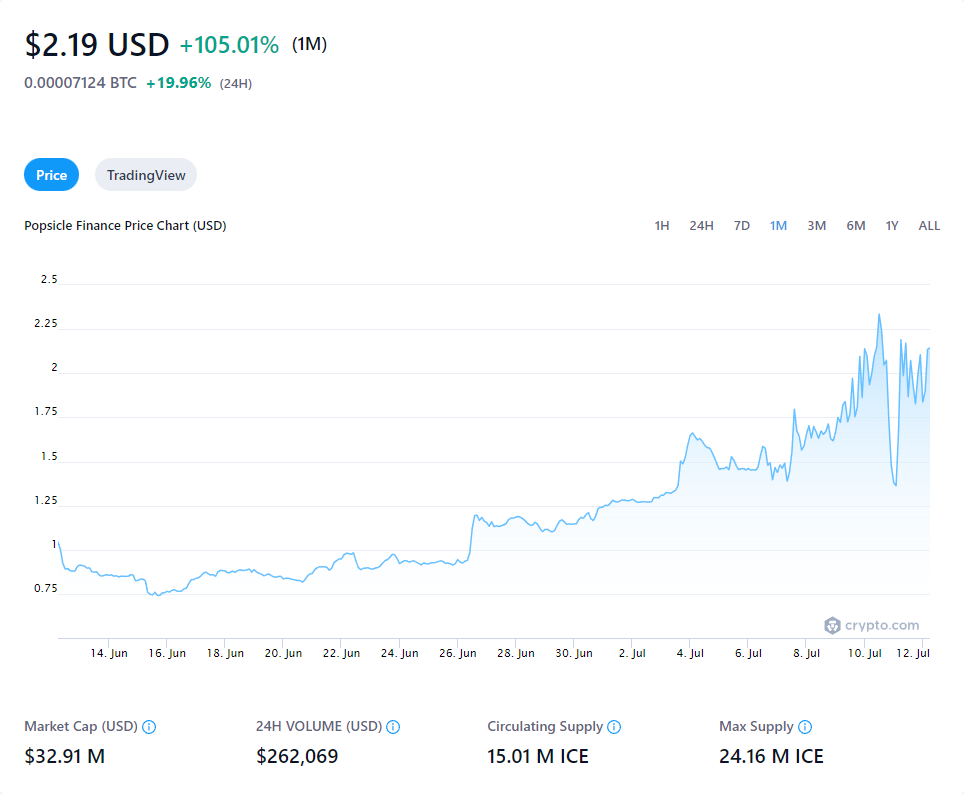 $2.19 USD +105.01% (1M)
0.00007124 BTC +19.96% (24H)
Price TradingView
Popsicle Finance Price Chart (USD) 1H 24H 7D 1M 3M 6M 1Y ALL
2.5
2.25
2
1.75
1.5
1.25
1
0.75
crypto.com
14. Jun 16. Jun 18. Jun 20. Jun 22. Jun 24. Jun 26. Jun 28. Jun 30. Jun 2. Jul 4. Jul 6. Jul 8. Jul 10. Jul 12. Jul
Market Cap (USD) 24H VOLUME (USD) Circulating Supply Max Supply
$32.91 M $262,069 15.01 M ICE 24.16 M ICE